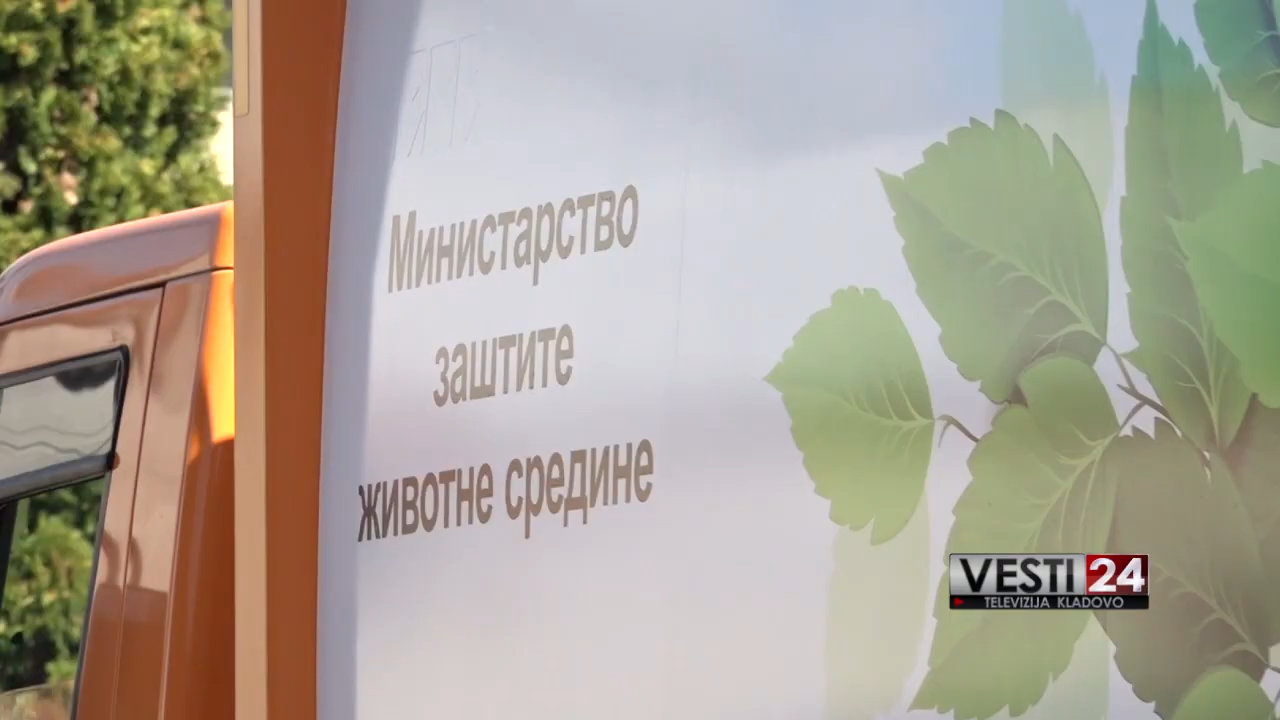 Министарство
заштите
животне средине
VESTI 24
TELEVIZIJA KLADOVO